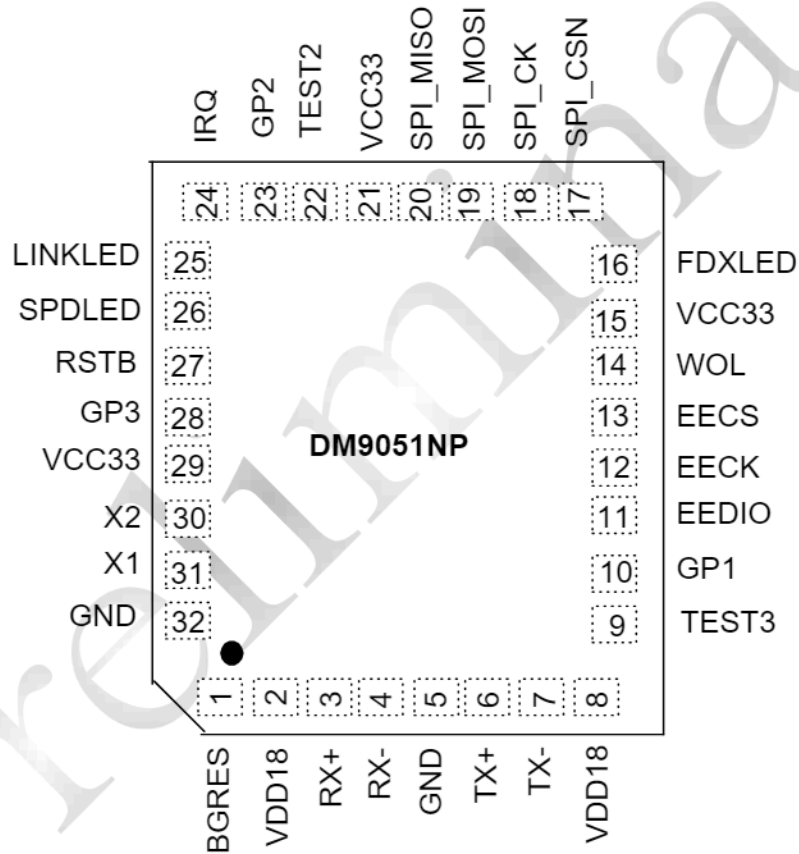 IRQ
GP2
TEST2
VCC33
SPI_MISO
SPI_MOSI
SPI_CK
SPI_CSN
24
23
22
21
20
19
18
17
LINKLED 25
SPDLED 26
RSTB 27
GP3 28
VCC33 29
X2 30
X1 31
GND 32
DM9051NP
16 FDXLED
15 VCC33
14 WOL
13 EECS
12 EECK
11 EEDIO
10 GP1
9 TEST3
1
2
3
4
5
6
7
8
BGRES
VDD18
RX+
RX-
GND
TX+
TX-
VDD18
relimina